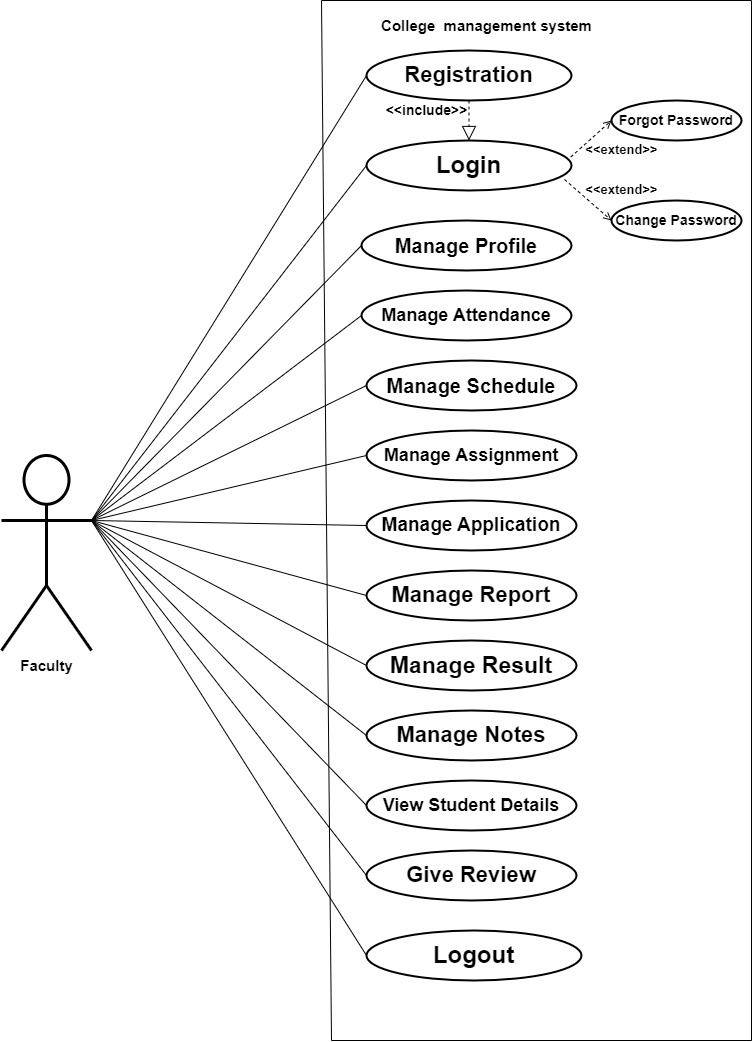 College  management system
Registration
<<include>>
Forgot Password
<<extend>>
Login
<<extend>>
Change Password
Manage Profile
Manage Attendance
Manage Schedule
Manage Assignment
Manage Application
Manage Report
Manage Result
Faculty
Manage Notes
View Student Details
Give Review
Logout